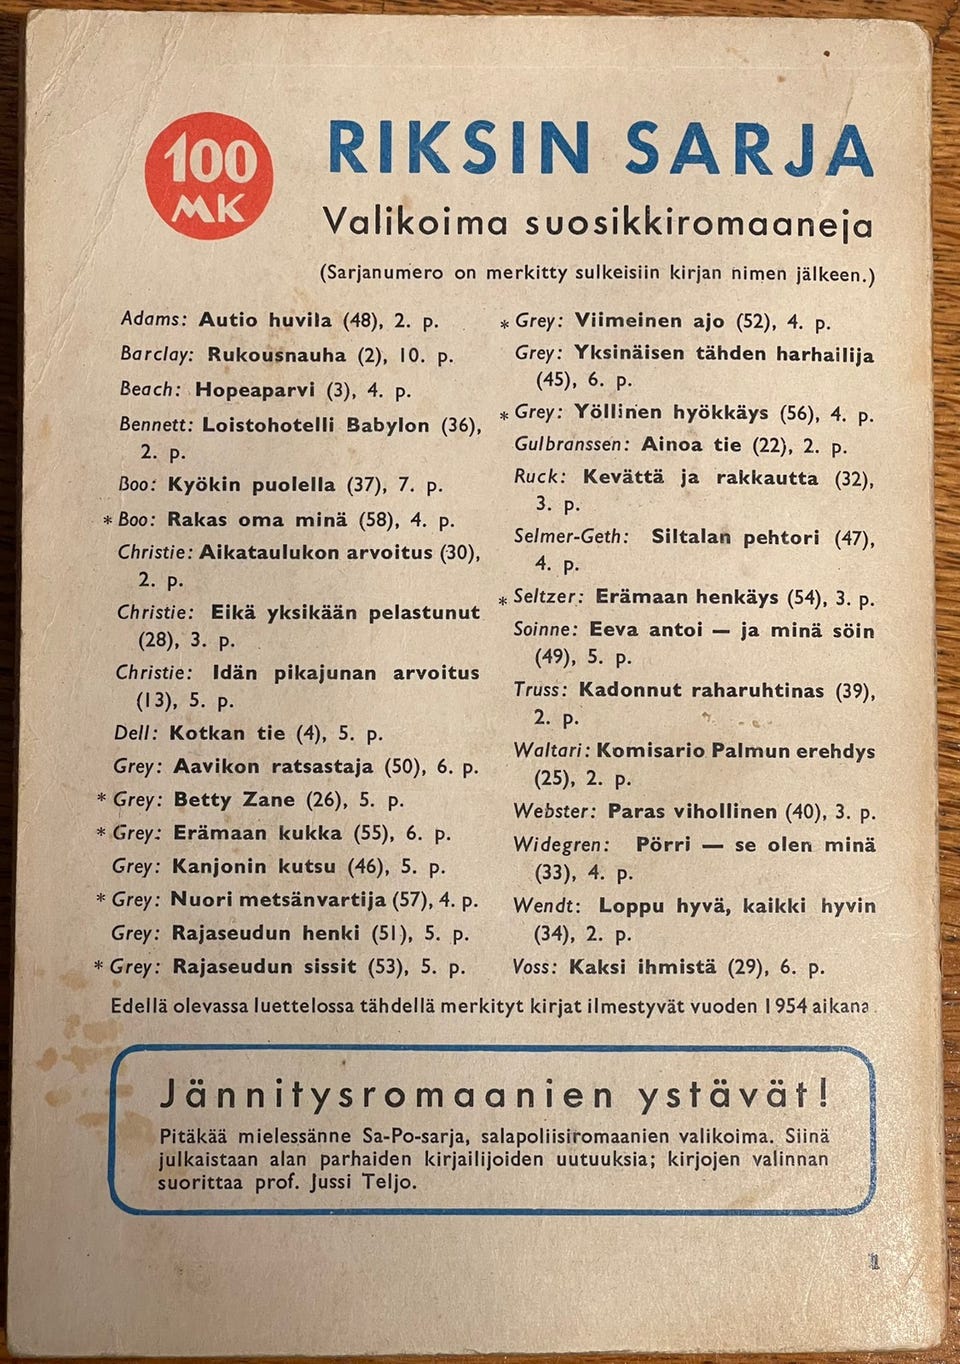 100
MK
RIKSIN SARJA
Valikoima suosikkiromaaneja
(Sarjanumero on merkitty sulkeisiin kirjan nimen jälkeen.)
Adams: Autio huvila (48), 2. p.
Barclay: Rukousnauha (2), 10. p.
Beach: Hopeaparvi (3), 4. p.
Bennett: Loistohotelli Babylon (36),
2. p.
Boo: Kyökin puolella (37), 7. p.
* Boo: Rakas oma minä (58), 4. p.
Christie: Aikataulukon arvoitus (30),
2. p.
Christie: Eikä yksikään pelastunut
(28), 3. p.
Christie: Idän pikajunan arvoitus
(13), 5. p.
Dell: Kotkan tie (4), 5. p.
Grey: Aavikon ratsastaja (50), 6. p.
* Grey: Betty Zane (26), 5. p.
* Grey: Erämaan kukka (55), 6. p.
Grey: Kanjonin kutsu (46), 5. p.
* Grey: Nuori metsänvartija (57), 4. p.
Grey: Rajaseudun henki (51), 5. p.
* Grey: Rajaseudun sissit (53), 5. p.
* Grey: Viimeinen ajo (52), 4. p.
Grey: Yksinäisen tähden harhailija
(45), 6. p.
* Grey: Yöllinen hyökkäys (56), 4. p.
Gulbranssen: Ainoa tie (22), 2. p.
Ruck: Kevättä ja rakkautta (32),
3. p.
Selmer-Geth: Siltalan pehtori (47),
4. p.
* Seltzer: Erämaan henkäys (54), 3. p.
Soinne: Eeva antoi — ja minä söin
(49), 5. p.
Truss: Kadonnut raharuhtinas (39),
2. p.
Waltari: Komisario Palmun erehdys
(25), 2. p.
Webster: Paras vihollinen (40), 3. p.
Widegren: Pörri — se olen minä
(33), 4. p.
Wendt: Loppu hyvä, kaikki hyvin
(34), 2. p.
Voss: Kaksi ihmistä (29), 6. p.
Edellä olevassa luettelossa tähdellä merkityt kirjat ilmestyvät vuoden 1954 aikana.
Jännitysromaanien ystävät!
Pitäkää mielessänne Sa-Po-sarja, salapoliisiromaanien valikoima. Siinä
julkaistaan alan parhaiden kirjailijoiden uutuuksia; kirjojen valinnan
suorittaa prof. Jussi Teljo.